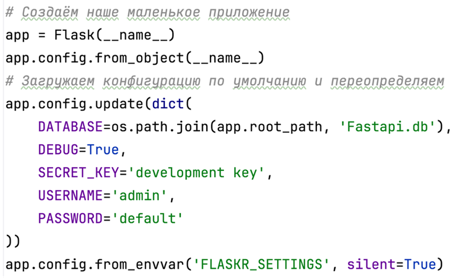 # Создаём наше маленькое приложение
app = Flask(__name__)
app.config.from_object(__name__)
# Загружаем конфигурацию по умолчанию и переопределяем
app.config.update(dict(
    DATABASE=os.path.join(app.root_path, 'Fastapi.db'),
    DEBUG=True,
    SECRET_KEY='development key',
    USERNAME='admin',
    PASSWORD='default'
))
app.config.from_envvar('FLASKR_SETTINGS', silent=True)